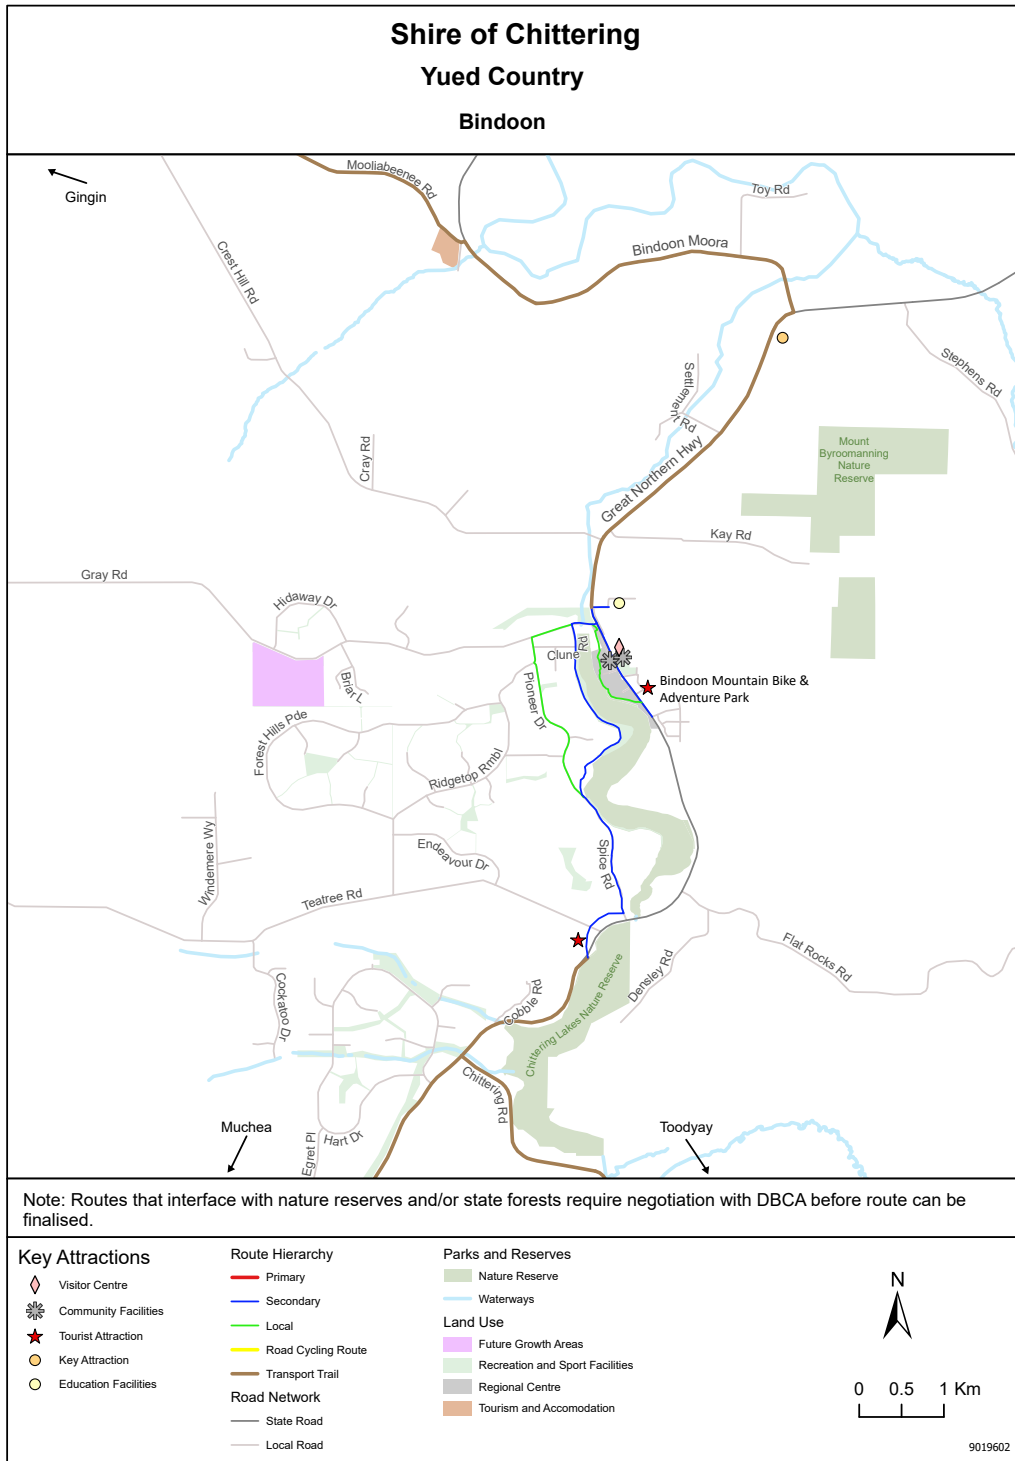 Shire of Chittering
Yued Country
Bindoon
Gingin
Mooliabeenee Rd
Toy Rd
Bindoon Moora
Crest Hill Rd
Stephens Rd
Settlement Rd
Mount
Byroomanning
Nature
Reserve
Cray Rd
Great Northern Hwy
Kay Rd
Gray Rd
Hidaway Dr
Clune Rd
Bindoon Mountain Bike &
Adventure Park
Briar L
Pioneer Dr
Forest Hills Pde
Ridgetop Rmbl
Endeavour Dr
Windemere Wy
Spice Rd
Teatree Rd
Flat Rocks Rd
Densley Rd
Cockatoo Dr
Cobble Rd
Chittering Lakes Nature Reserve
Chittering Rd
Muchea
Toodyay
Hart Dr
Egret Pl
Note: Routes that interface with nature reserves and/or state forests require negotiation with DBCA before route can be
finalised.
Key Attractions
Visitor Centre
Community Facilities
Tourist Attraction
Key Attraction
Education Facilities
Route Hierarchy
Primary
Secondary
Local
Road Cycling Route
Transport Trail
Road Network
State Road
Local Road
Parks and Reserves
Nature Reserve
Waterways
Land Use
Future Growth Areas
Recreation and Sport Facilities
Regional Centre
Tourism and Accomodation
N
0 0.5 1 Km
9019602